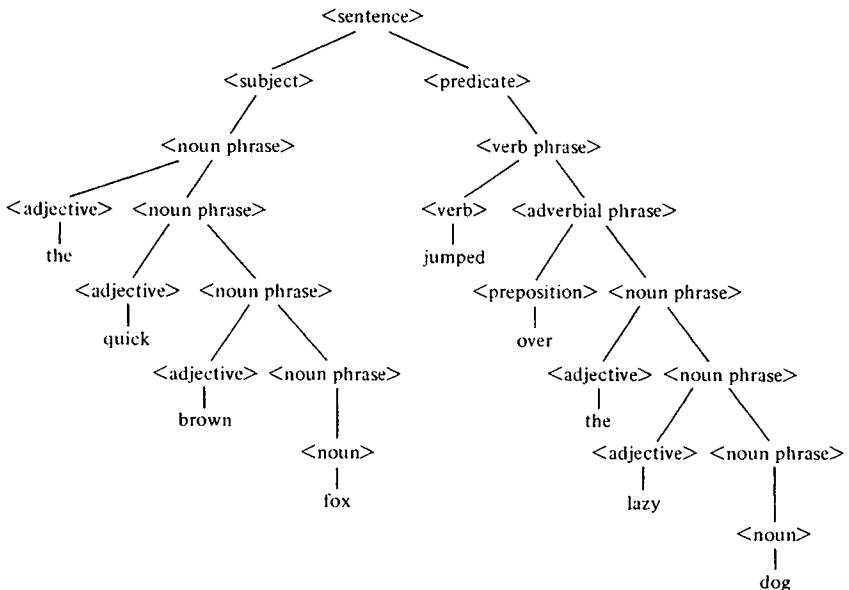 <sentence>
<subject> <predicate>
<noun phrase> <verb phrase>
<adjective> <noun phrase> <verb> <adverbial phrase>
the jumped
<adjective> <noun phrase> <preposition> <noun phrase>
quick over
<adjective> <noun phrase> <adjective> <noun phrase>
brown the
<noun> <adjective> <noun phrase>
fox lazy
<noun>
dog